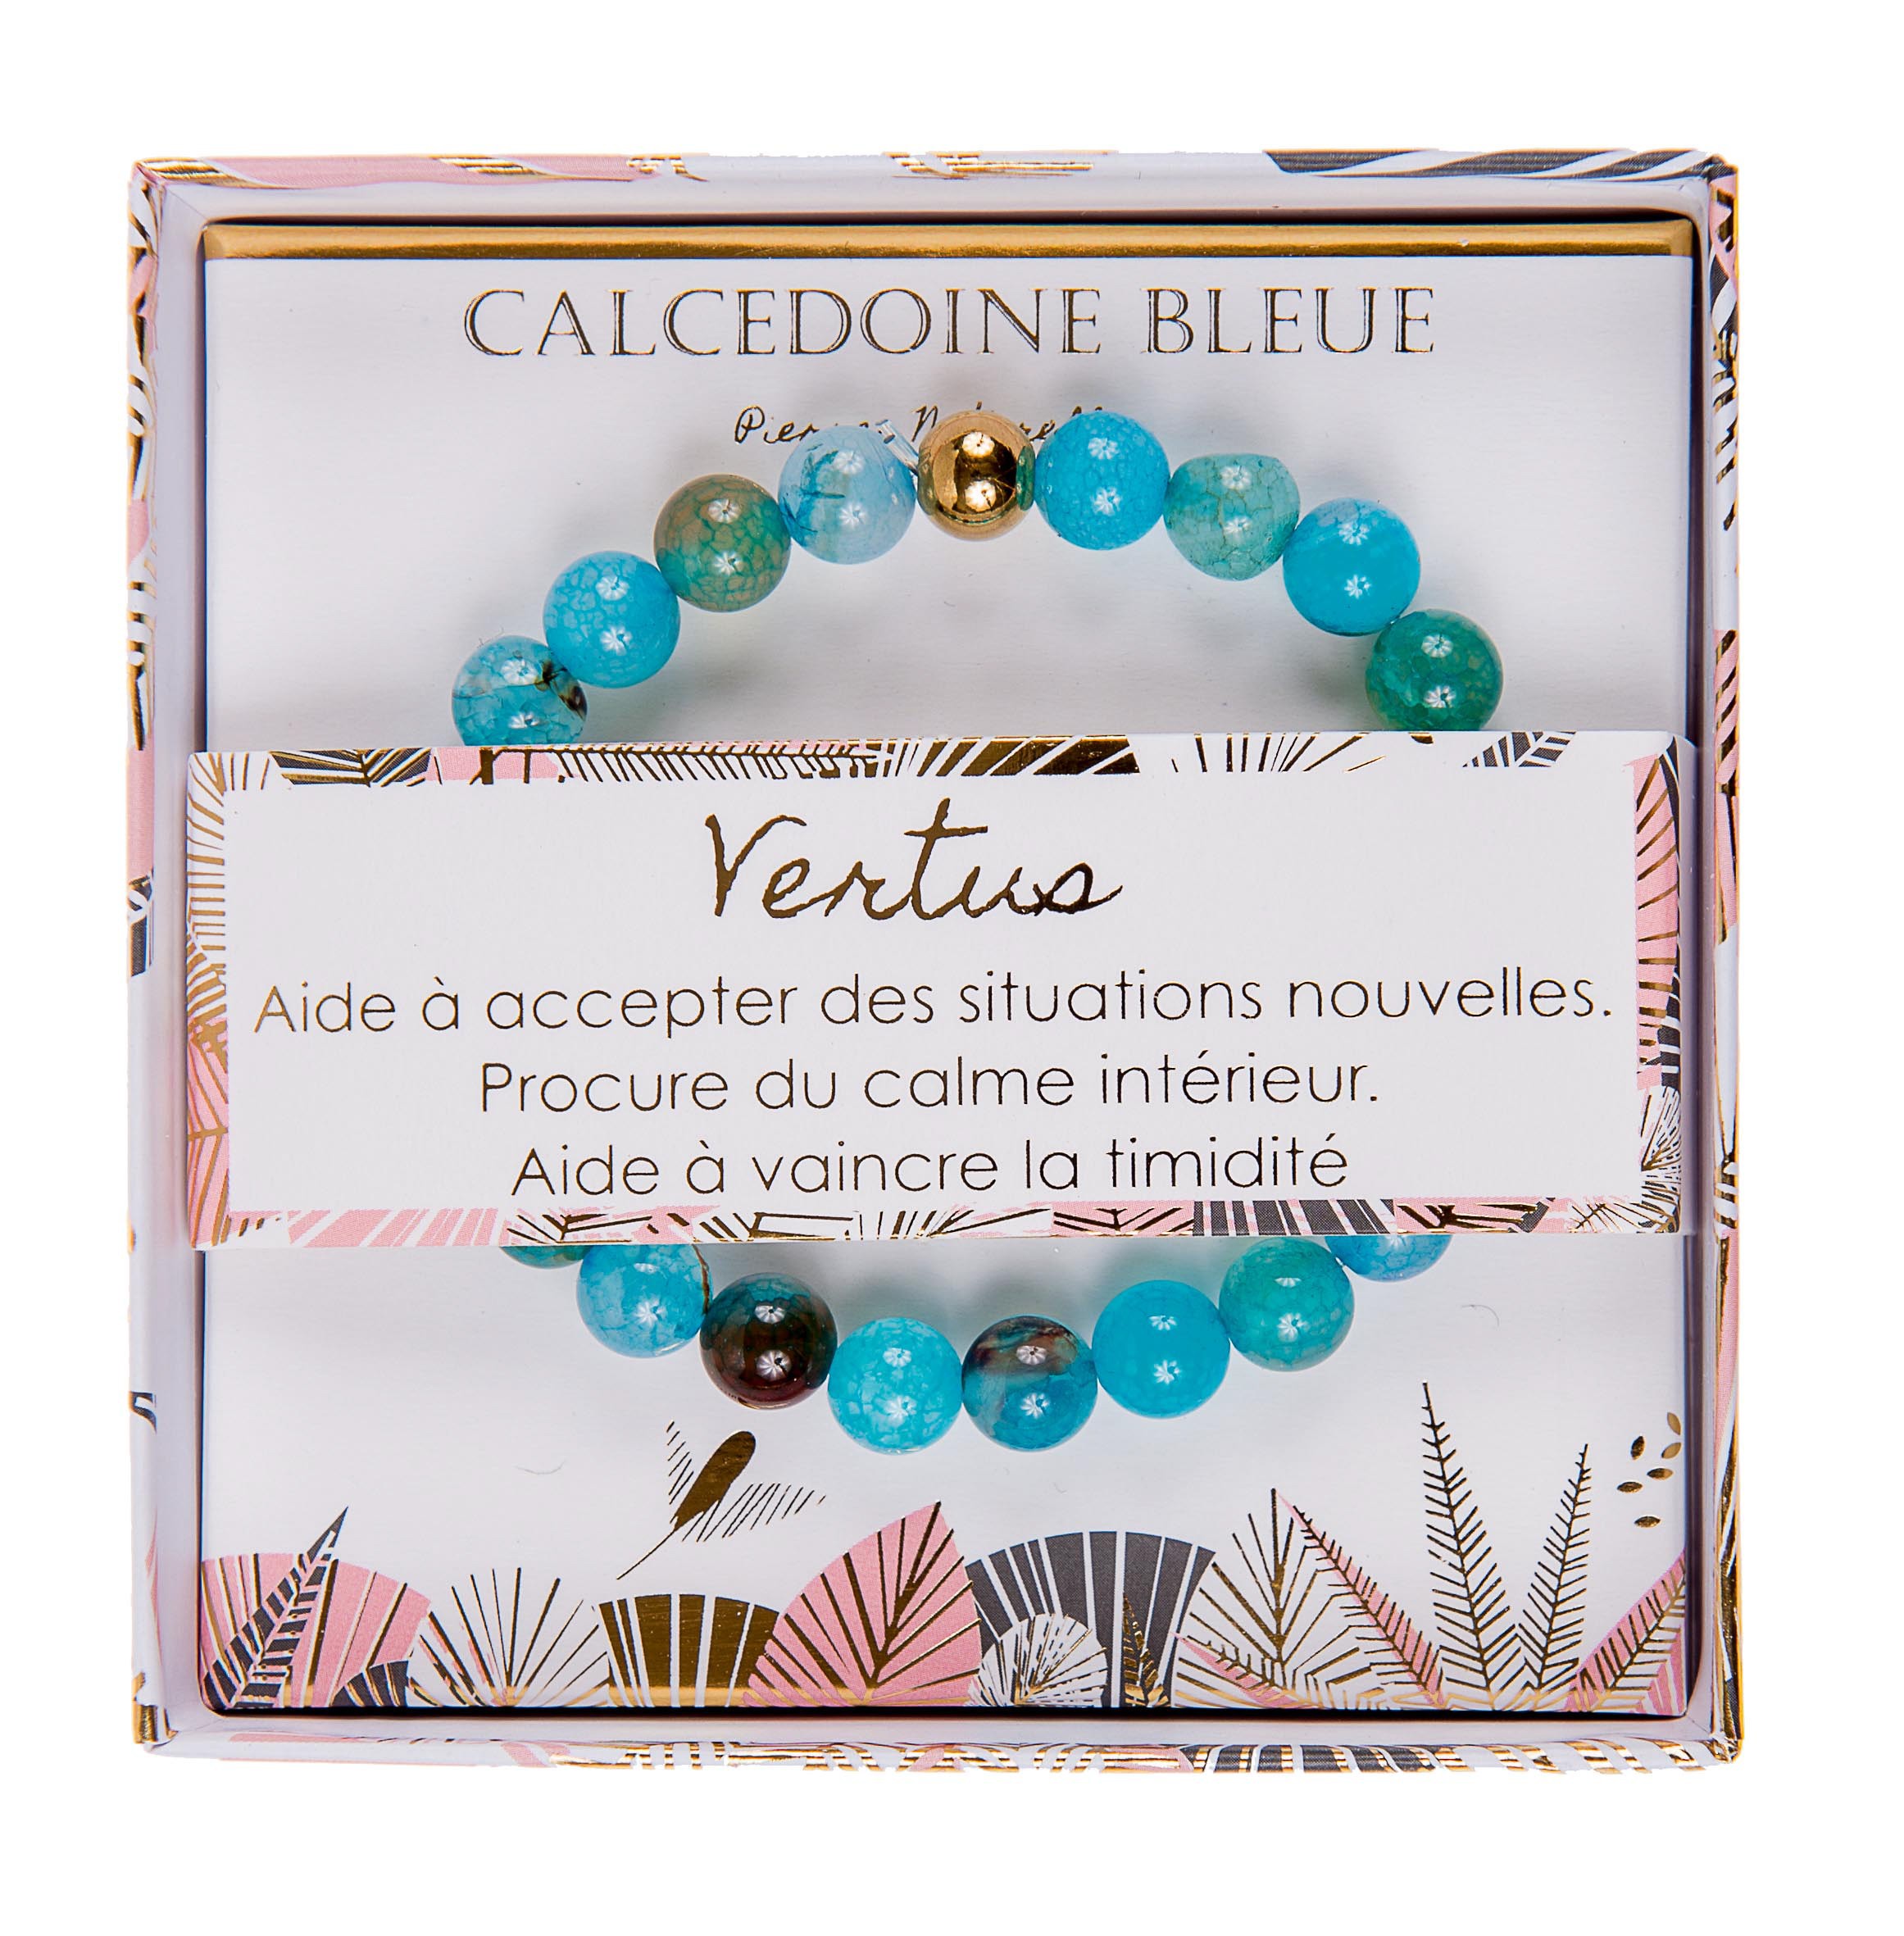 CALCEDOINE BLEUE
Vertus
Aide à accepter des situations nouvelles.
Procure du calme intérieur.
Aide à vaincre la timidité